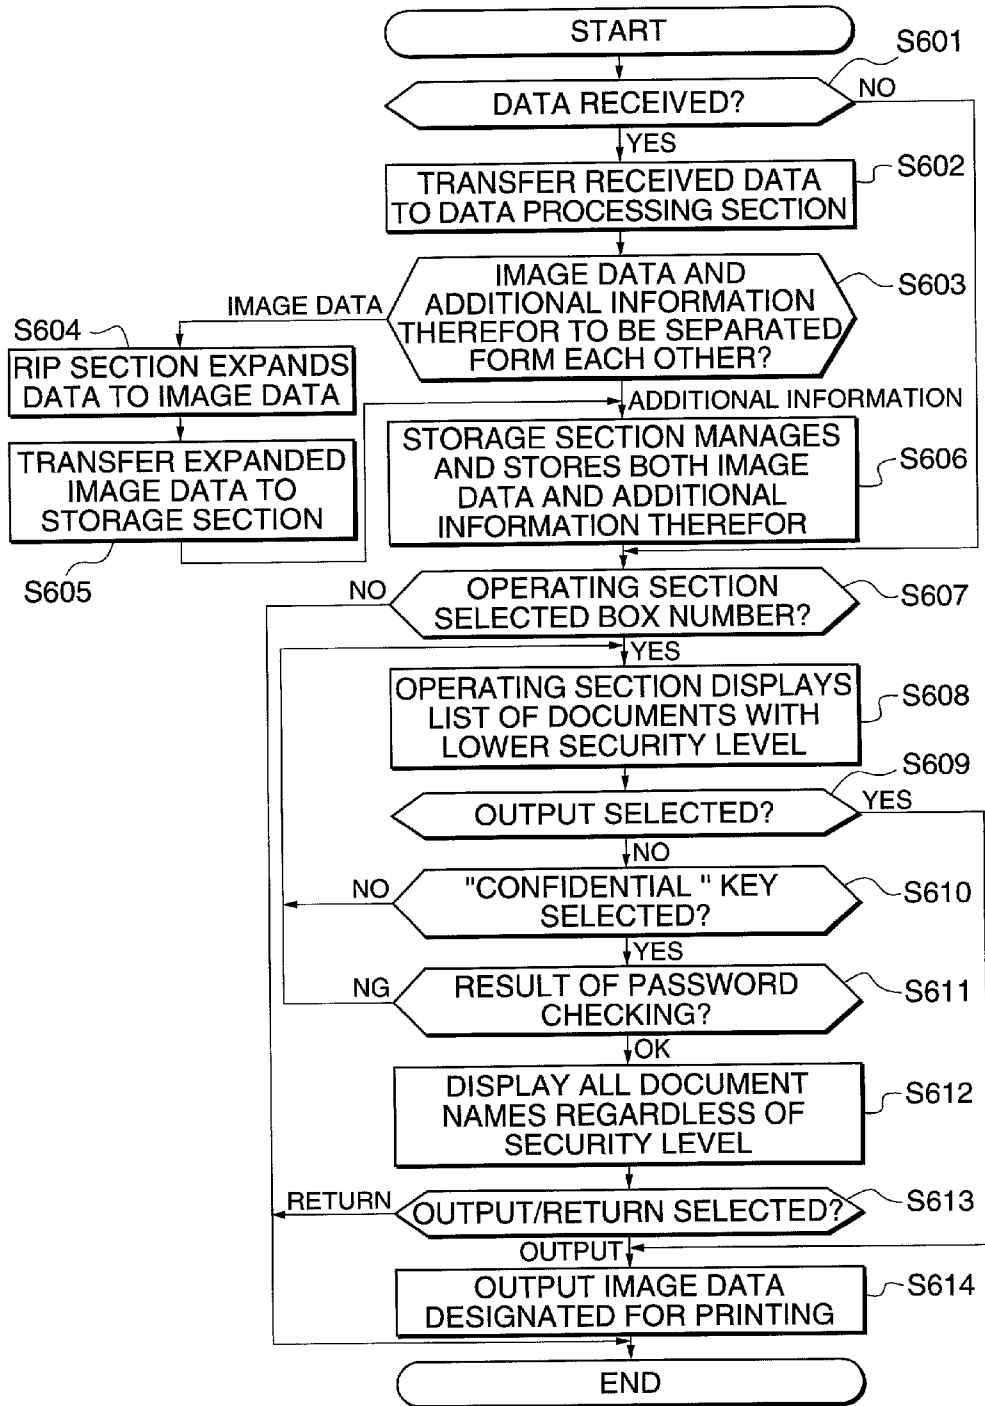 START
S601
DATA RECEIVED?
NO
YES
S602
TRANSFER RECEIVED DATA
TO DATA PROCESSING SECTION
S603
IMAGE DATA AND
ADDITIONAL INFORMATION
THEREFOR TO BE SEPARATED
FORM EACH OTHER?
IMAGE DATA
S604
RIP SECTION EXPANDS
DATA TO IMAGE DATA
TRANSFER EXPANDED
IMAGE DATA TO
STORAGE SECTION
S605
ADDITIONAL INFORMATION
STORAGE SECTION MANAGES
AND STORES BOTH IMAGE
DATA AND ADDITIONAL
INFORMATION THEREFOR
S606
NO
OPERATING SECTION
SELECTED BOX NUMBER?
S607
YES
OPERATING SECTION DISPLAYS
LIST OF DOCUMENTS WITH
LOWER SECURITY LEVEL
S608
S609
OUTPUT SELECTED?
YES
NO
NO
"CONFIDENTIAL " KEY
SELECTED?
S610
YES
NG
RESULT OF PASSWORD
CHECKING?
S611
OK
DISPLAY ALL DOCUMENT
NAMES REGARDLESS OF
SECURITY LEVEL
S612
RETURN
OUTPUT/RETURN SELECTED?
S613
OUTPUT
OUTPUT IMAGE DATA
DESIGNATED FOR PRINTING
S614
END